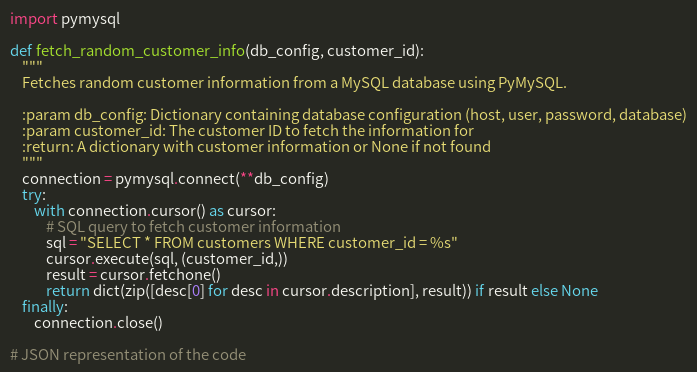 import pymysql
def fetch_random_customer_info(db_config, customer_id):
"""
Fetches random customer information from a MySQL database using PyMySQL.
:param db_config: Dictionary containing database configuration (host, user, password, database)
:param customer_id: The customer ID to fetch the information for
:return: A dictionary with customer information or None if not found
"""
connection = pymysql.connect(**db_config)
try:
with connection.cursor() as cursor:
# SQL query to fetch customer information
sql = "SELECT * FROM customers WHERE customer_id = %s"
cursor.execute(sql, (customer_id,))
result = cursor.fetchone()
return dict(zip([desc[0] for desc in cursor.description], result)) if result else None
finally:
connection.close()
# JSON representation of the code